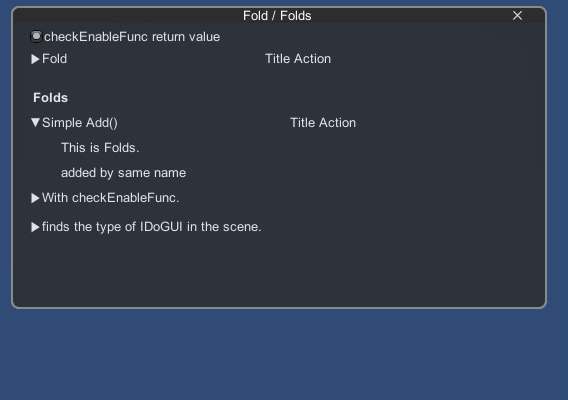 Fold / Folds
checkEnableFunc return value
Fold Title Action
Folds
Simple Add() Title Action
This is Folds.
added by same name
With checkEnableFunc.
finds the type of IDoGUI in the scene.